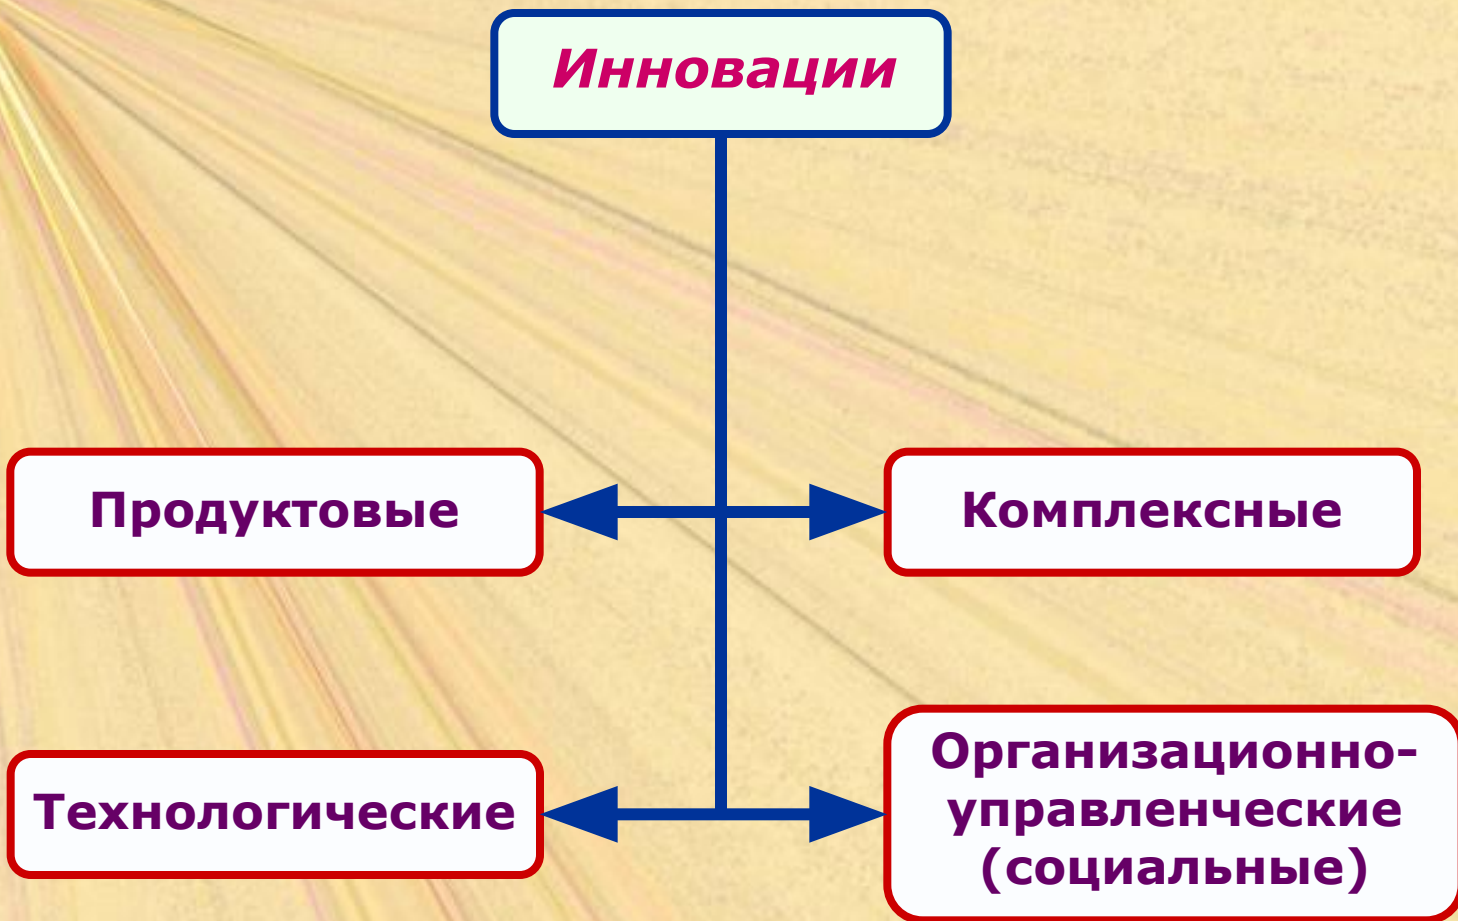 Инновации
Продуктовые
Комплексные
Технологические
Организационно-
управленческие
(социальные)